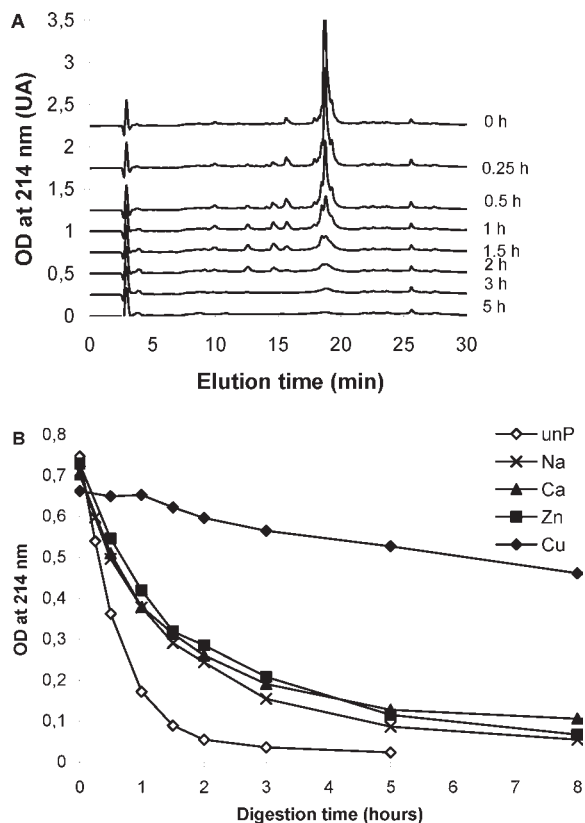 A
3,5
3
2,5
2
1,5
1
0,5
0
OD at 214 nm (UA)
0 h
0.25 h
0.5 h
1 h
1.5 h
2 h
3 h
5 h
0 5 10 15 20 25 30
Elution time (min)
B
0,8
0,7
0,6
0,5
0,4
0,3
0,2
0,1
0
OD at 214 nm
unP
Na
Ca
Zn
Cu
0 1 2 3 4 5 6 7 8
Digestion time (hours)